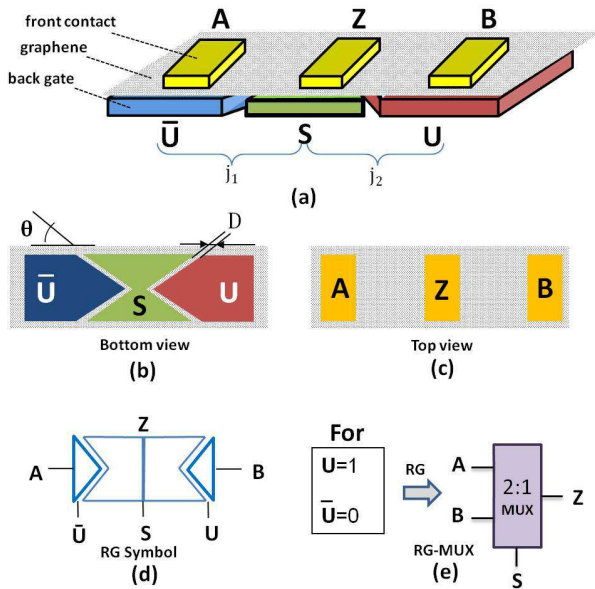 A Z B
front contact
graphene
back gate
Ū S U
j₁ j₂
(a)
θ D
Ū S U
A Z B
Bottom view
Top view
(b)
(c)
Z
A B
Ū S U
RG Symbol
(d)
For
U=1
Ū=0
RG
A
B
2:1
MUX
Z
RG-MUX
(e)
S